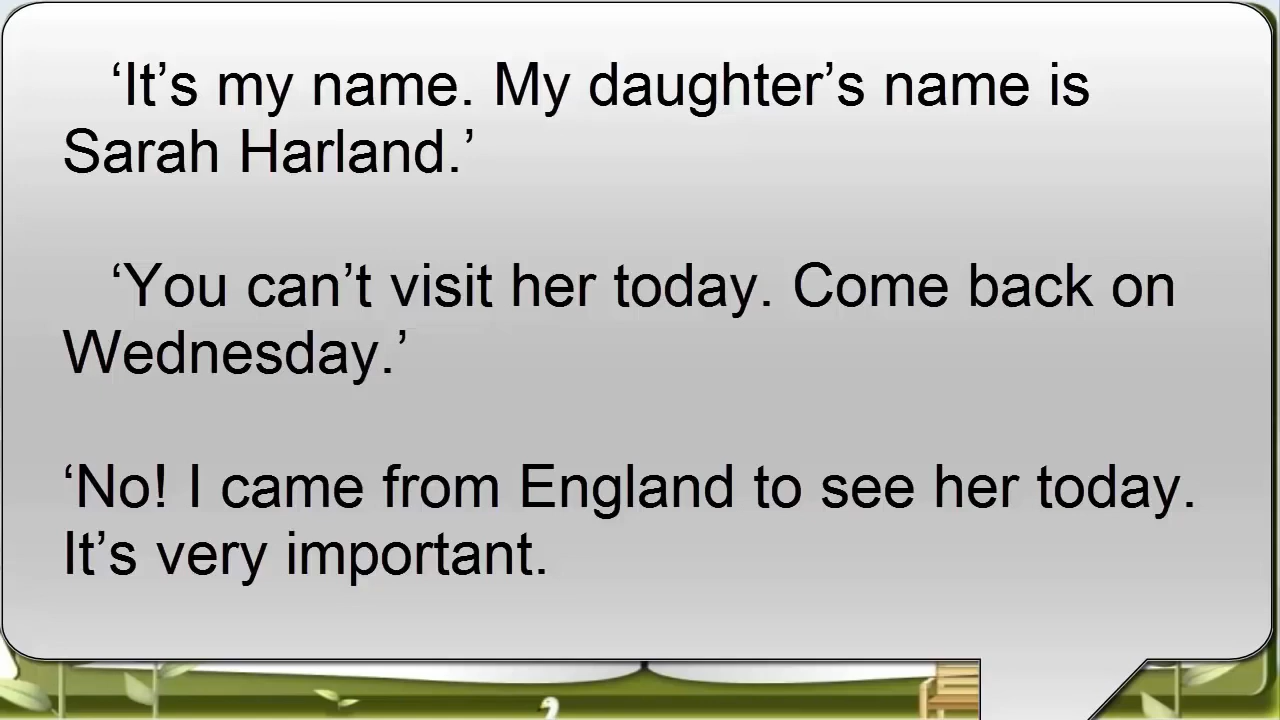 ‘It’s my name. My daughter’s name is
Sarah Harland.’
‘You can’t visit her today. Come back on
Wednesday.’
‘No! I came from England to see her today.
It’s very important.